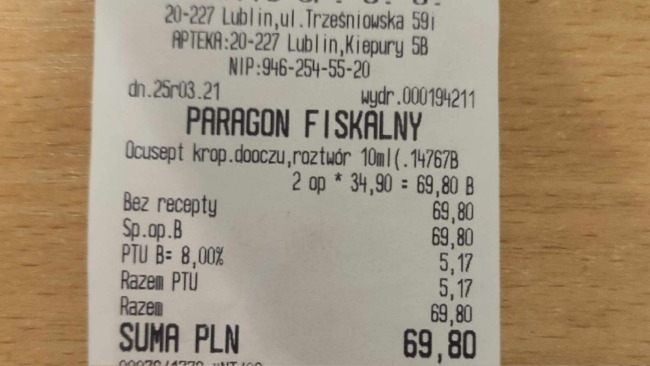 20-227 Lublin,ul.Trześniowska 59i
APTEKA:20-227 Lublin,Kiepury 5B
NIP:946-254-55-20
dn.25r03.21 wydr.000194211
PARAGON FISKALNY
Ocusept krop.dooczu,roztwór 10ml(.14767B
2 op * 34,90 = 69,80 B
Bez recepty 69,80
Sp.op.B 69,80
PTU B= 8,00% 5,17
Razem PTU 5,17
Razem 69,80
SUMA PLN 69,80